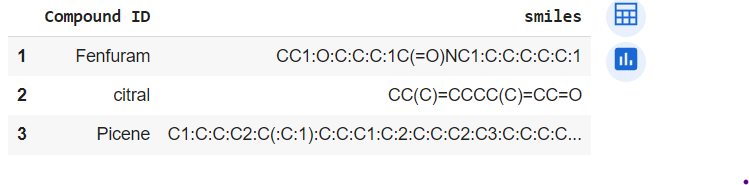 Compound ID smiles
1 Fenfuram CC1:O:C:C:C:1C(=O)NC1:C:C:C:C:C:1
2 citral CC(C)=CCCC(C)=CC=O
3 Picene C1:C:C:C2:C(:C:1):C:C:C1:C:2:C:C:C2:C3:C:C:C:C...